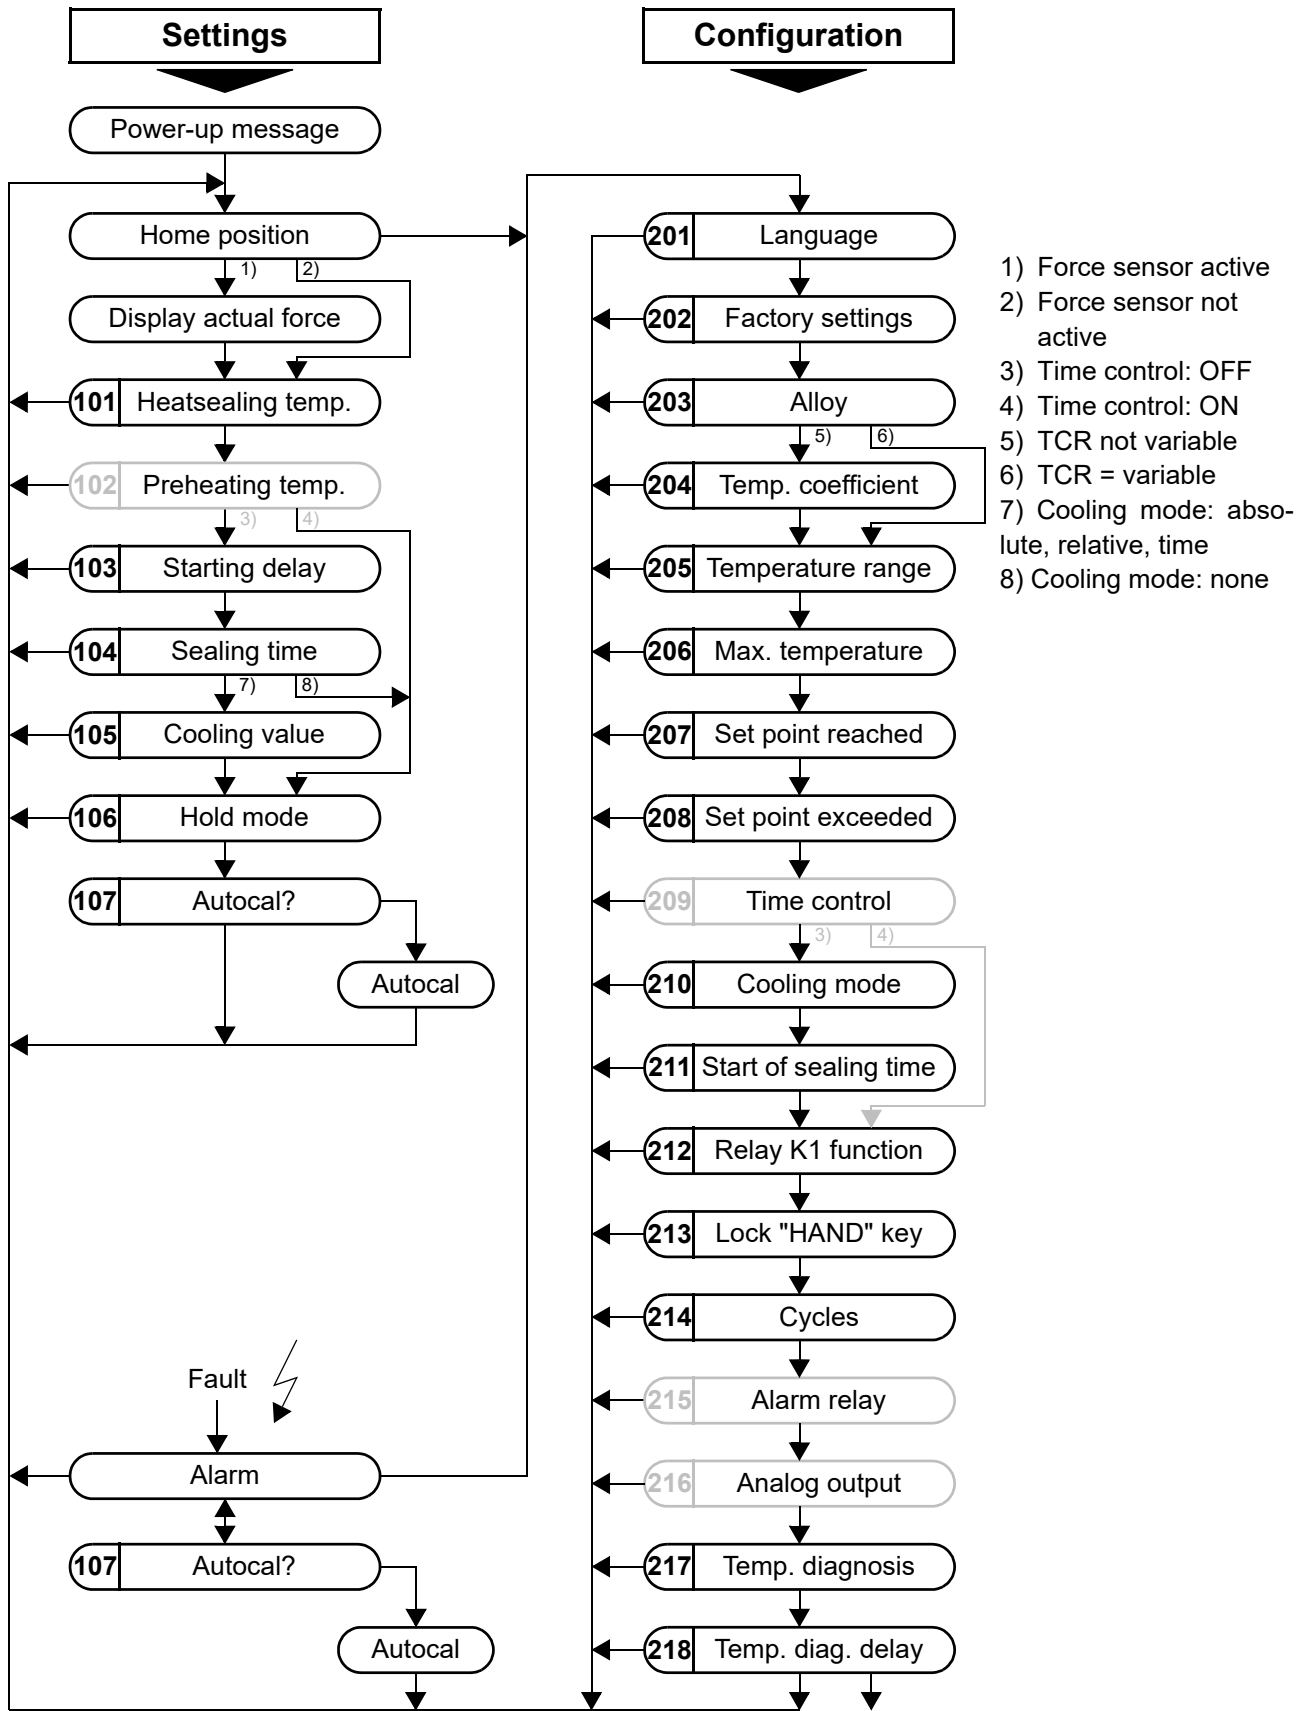 Settings
Power-up message
Home position
1) 2)
Display actual force
101 Heatsealing temp.
102 Preheating temp.
3) 4)
103 Starting delay
104 Sealing time
7) 8)
105 Cooling value
106 Hold mode
107 Autocal?
Autocal
Fault
Alarm
107 Autocal?
Autocal
Configuration
201 Language
202 Factory settings
203 Alloy
5) 6)
204 Temp. coefficient
205 Temperature range
206 Max. temperature
207 Set point reached
208 Set point exceeded
209 Time control
3) 4)
210 Cooling mode
211 Start of sealing time
212 Relay K1 function
213 Lock "HAND" key
214 Cycles
215 Alarm relay
216 Analog output
217 Temp. diagnosis
218 Temp. diag. delay
1) Force sensor active
2) Force sensor not
active
3) Time control: OFF
4) Time control: ON
5) TCR not variable
6) TCR = variable
7) Cooling mode: abso-
lute, relative, time
8) Cooling mode: none